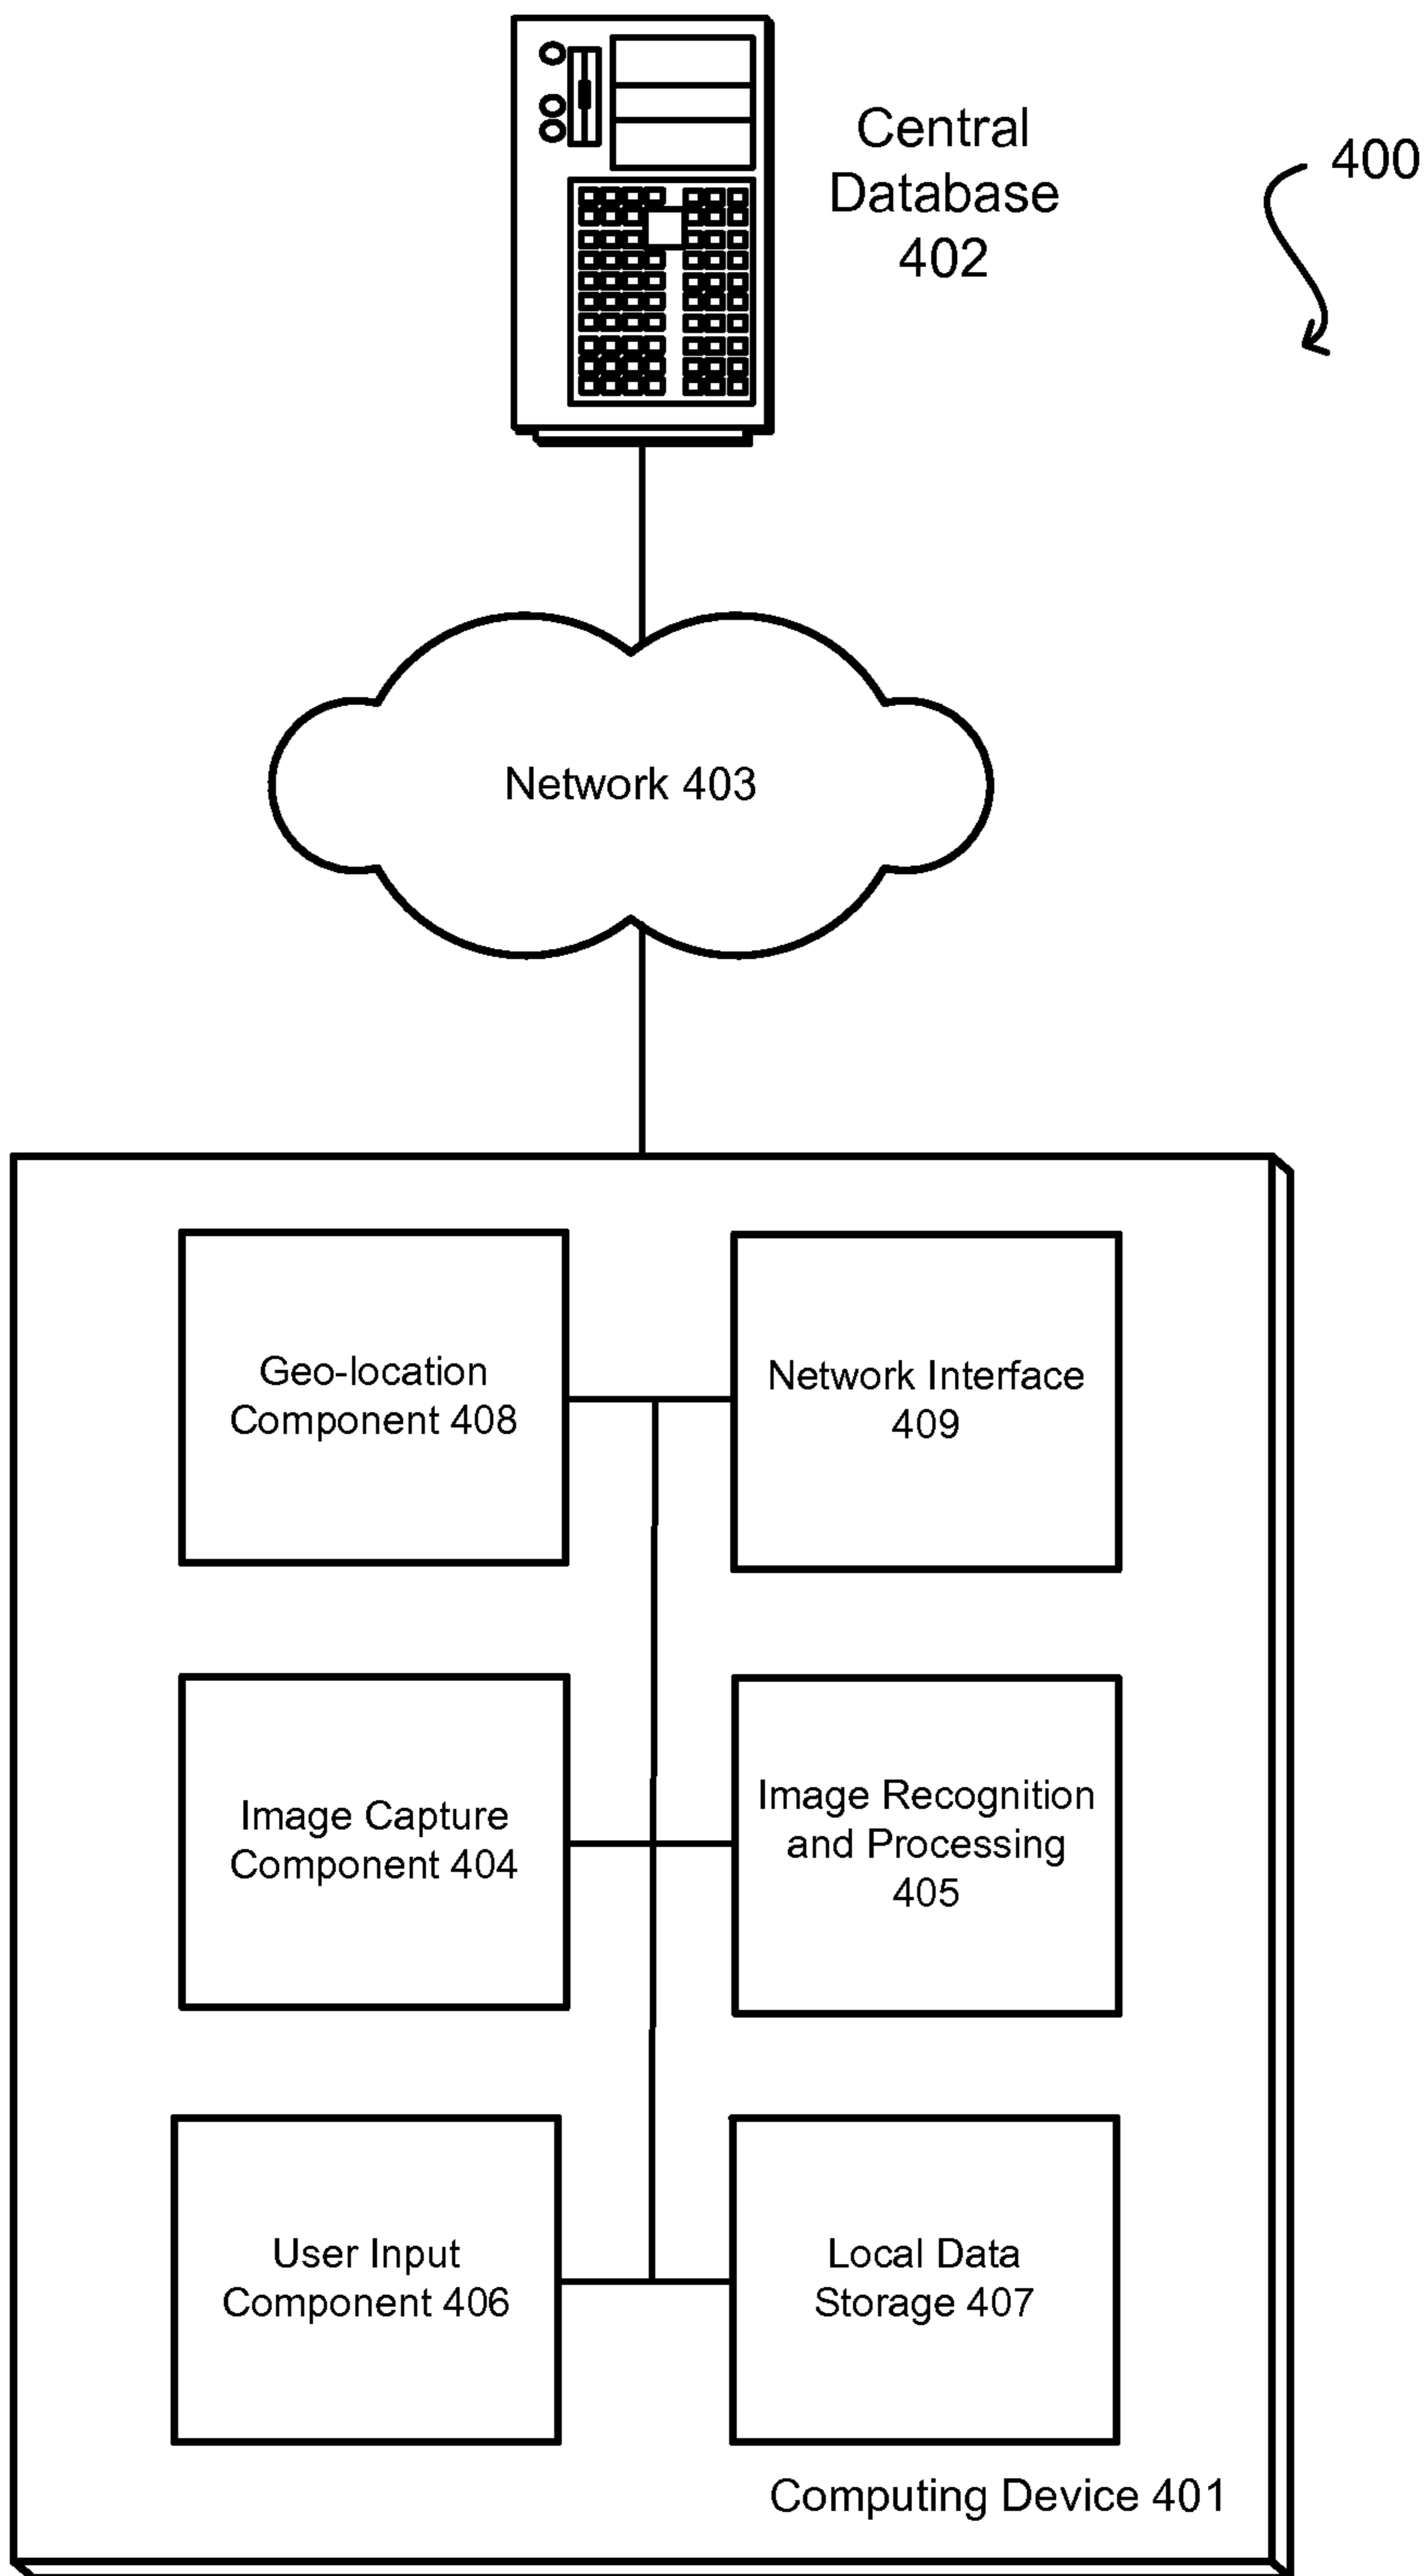 Central
Database
402
400
Network 403
Geo-location
Component 408
Network Interface
409
Image Capture
Component 404
Image Recognition
and Processing
405
User Input
Component 406
Local Data
Storage 407
Computing Device 401